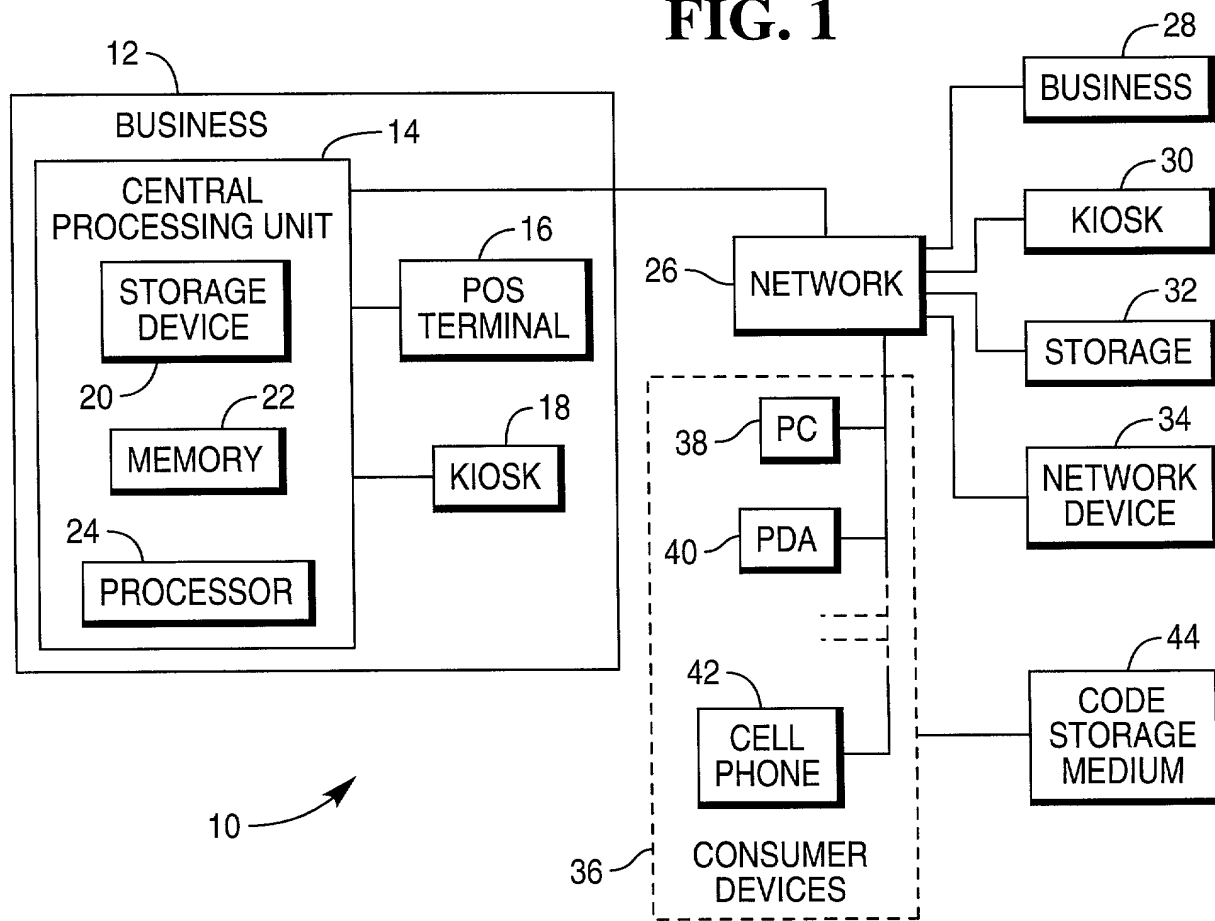 FIG. 1
12
BUSINESS
14
CENTRAL
PROCESSING UNIT
STORAGE
DEVICE
20
22
MEMORY
24
PROCESSOR
16
POS
TERMINAL
18
KIOSK
10
26
NETWORK
28
BUSINESS
30
KIOSK
32
STORAGE
34
NETWORK
DEVICE
38
PC
40
PDA
42
CELL
PHONE
36
CONSUMER
DEVICES
44
CODE
STORAGE
MEDIUM